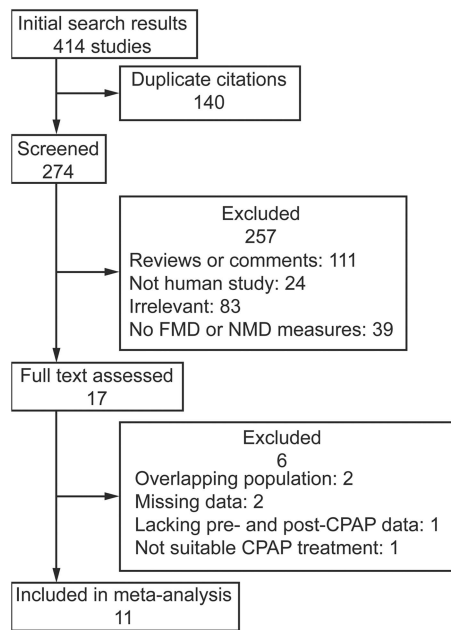 Initial search results
414 studies
Duplicate citations
140
Screened
274
Excluded
257
Reviews or comments: 111
Not human study: 24
Irrelevant: 83
No FMD or NMD measures: 39
Full text assessed
17
Excluded
6
Overlapping population: 2
Missing data: 2
Lacking pre- and post-CPAP data: 1
Not suitable CPAP treatment: 1
Included in meta-analysis
11